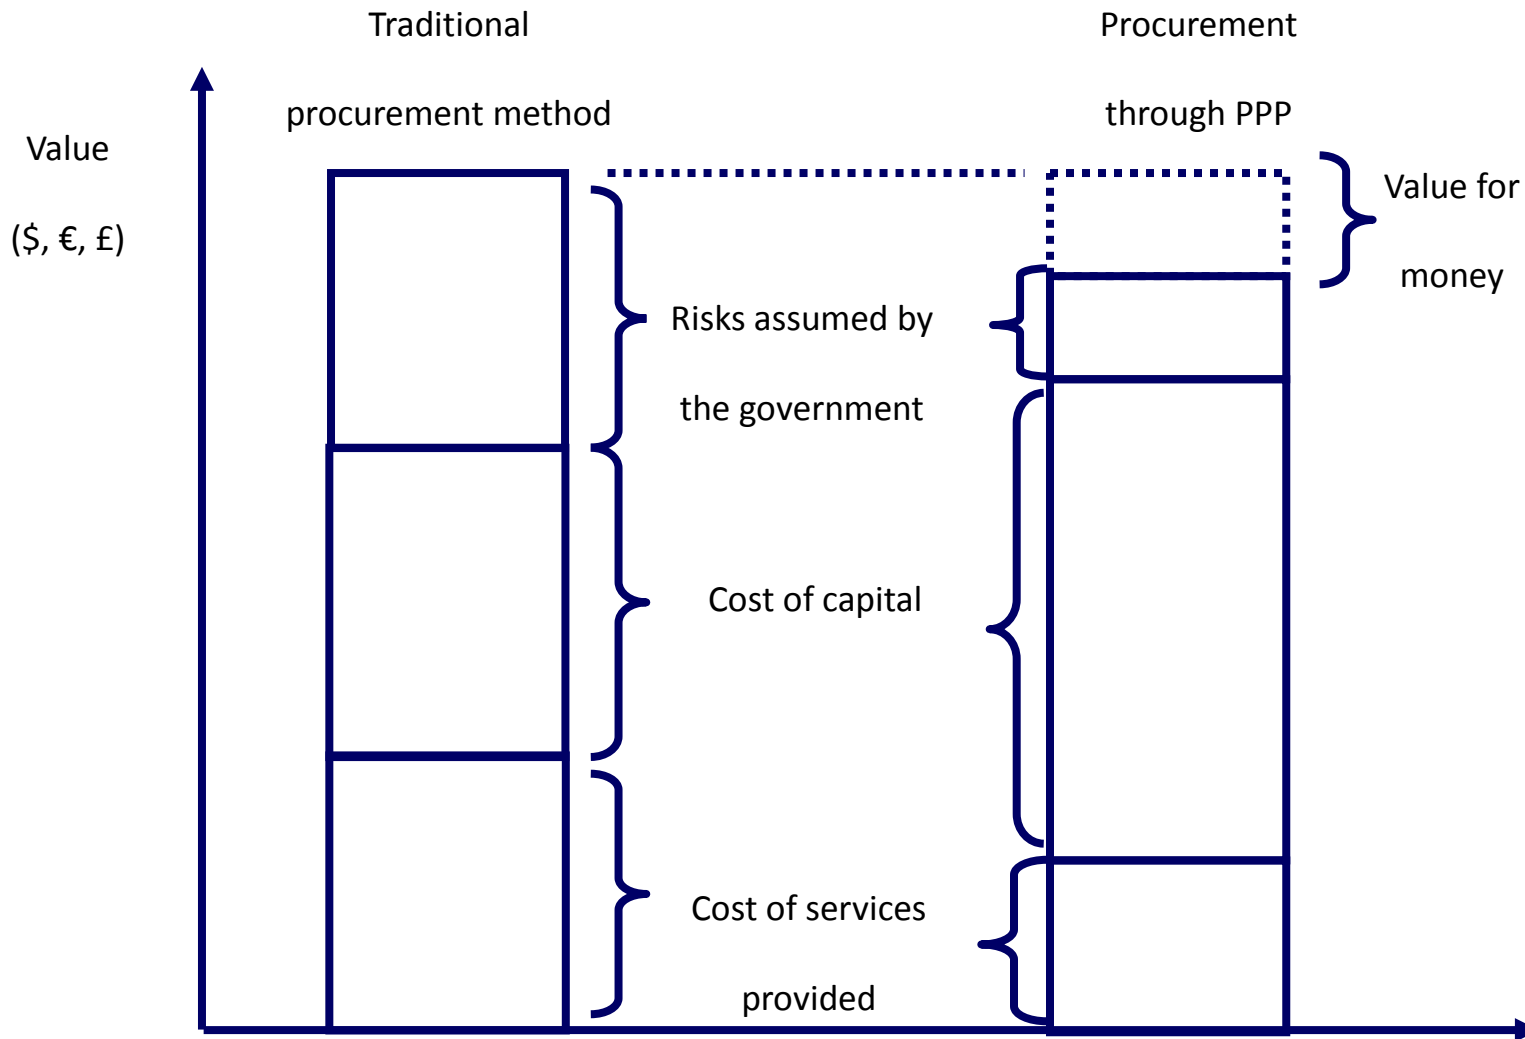 Traditional
procurement method
Procurement
through PPP
Value
($, €, £)
Value for
money
Risks assumed by
the government
Cost of capital
Cost of services
provided